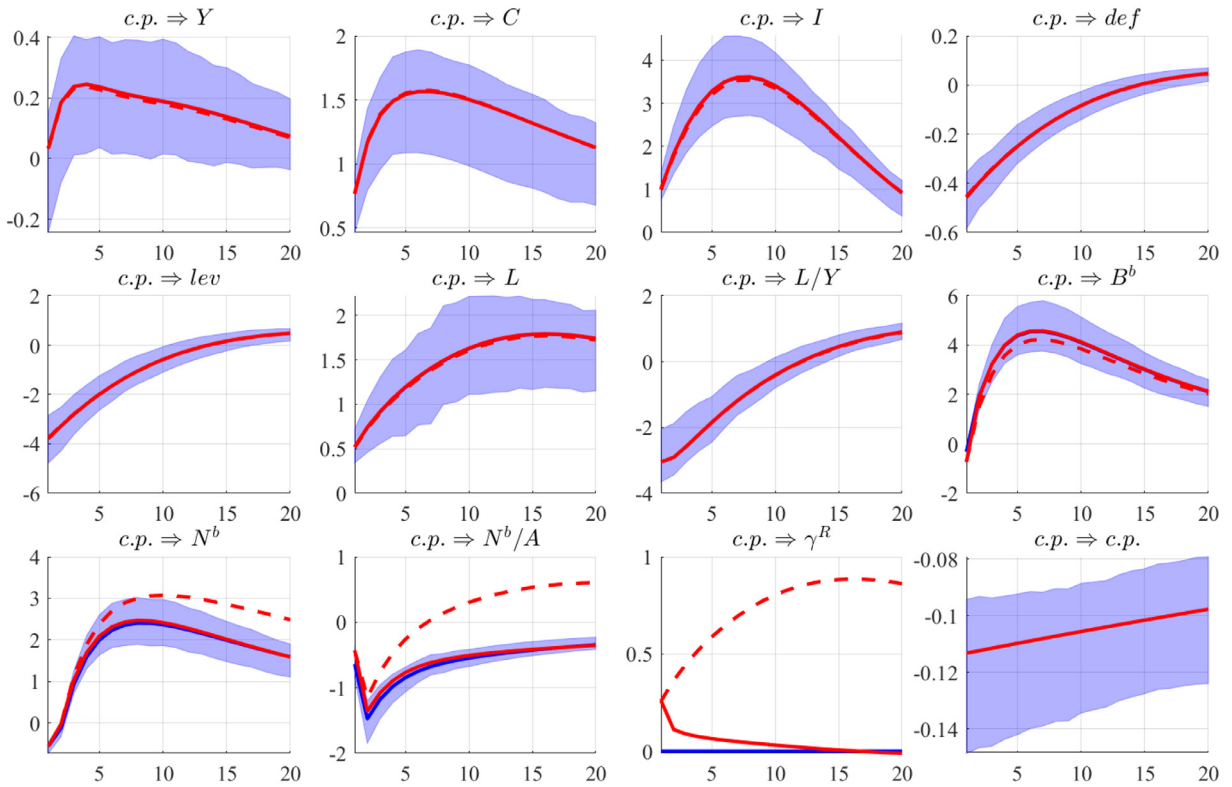 c.p. ⇒ Y c.p. ⇒ C c.p. ⇒ I c.p. ⇒ def
0.4 2 4 0.2
0.2 1.5 3 0
0 1 2 -0.2
-0.2 0.5 1 -0.4
0 -0.6
5 10 15 20 5 10 15 20 5 10 15 20 5 10 15 20
c.p. ⇒ lev c.p. ⇒ L c.p. ⇒ L/Y c.p. ⇒ B^b
2 2 2 6
0 1.5 0 4
-2 1 -2 2
-4 0.5 0
-6 0 -4 -2
5 10 15 20 5 10 15 20 5 10 15 20 5 10 15 20
c.p. ⇒ N^b c.p. ⇒ N^b/A c.p. ⇒ γ^R c.p. ⇒ c.p.
4 1 1 -0.08
3 0 0.5 -0.1
2 -1 0 -0.12
1 -2 -0.14
0
5 10 15 20 5 10 15 20 5 10 15 20 5 10 15 20